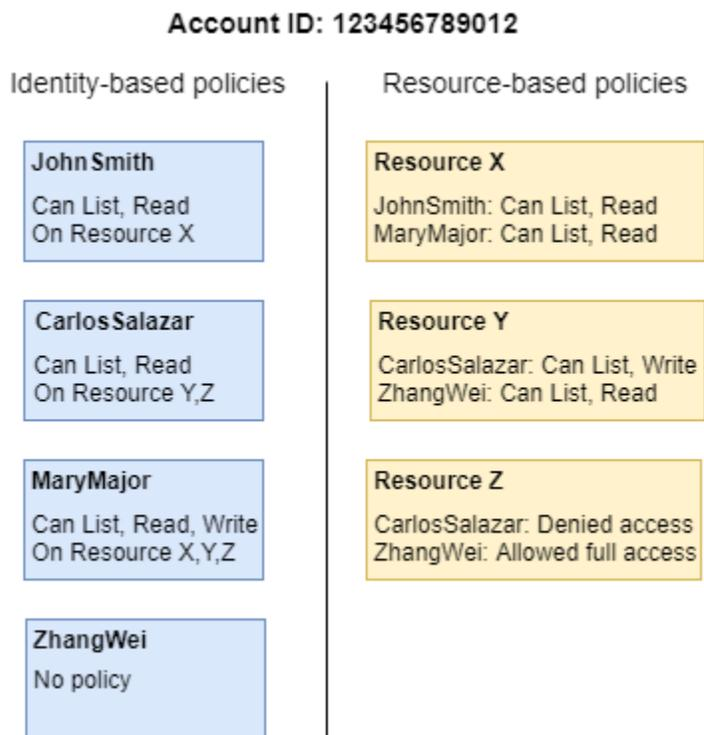 Account ID: 123456789012
Identity-based policies
JohnSmith
Can List, Read
On Resource X
CarlosSalazar
Can List, Read
On Resource Y,Z
MaryMajor
Can List, Read, Write
On Resource X,Y,Z
ZhangWei
No policy
Resource-based policies
Resource X
JohnSmith: Can List, Read
MaryMajor: Can List, Read
Resource Y
CarlosSalazar: Can List, Write
ZhangWei: Can List, Read
Resource Z
CarlosSalazar: Denied access
ZhangWei: Allowed full access